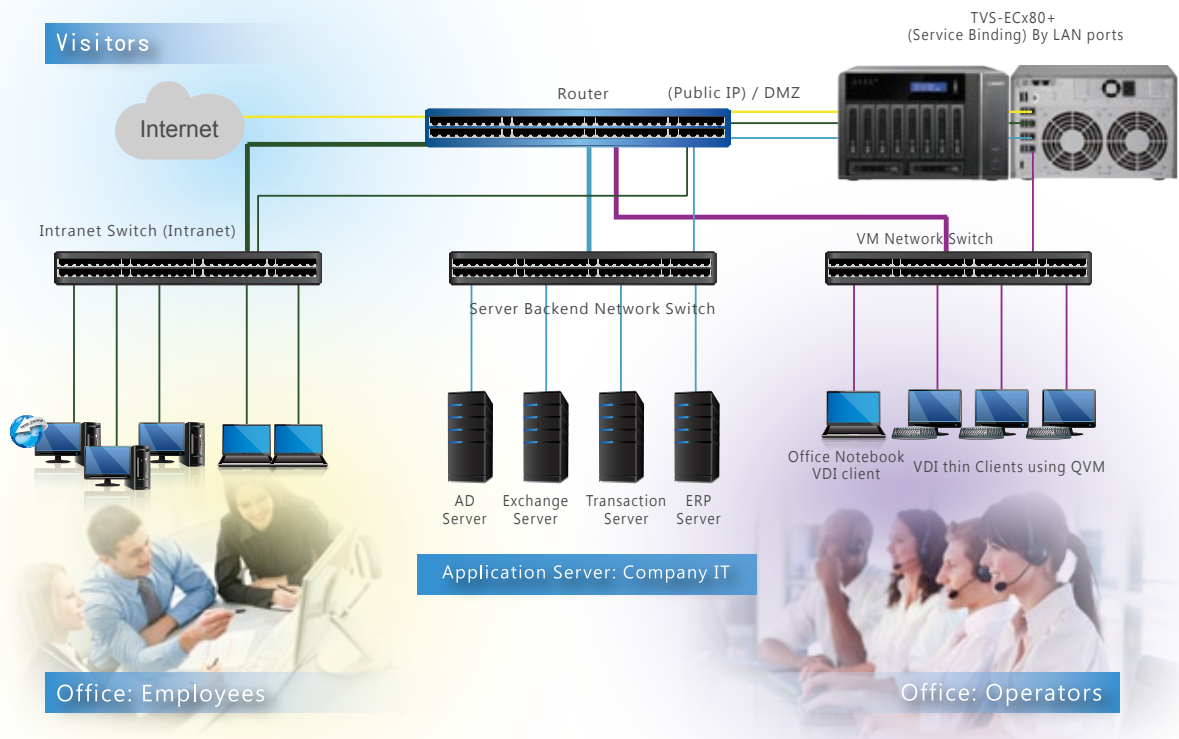 TVS-ECx80+
(Service Binding) By LAN ports
Visitors
Router
(Public IP) / DMZ
Internet
Intranet Switch (Intranet)
VM Network Switch
Server Backend Network Switch
Office Notebook
VDI client
VDI thin Clients using QVM
AD
Server
Exchange
Server
Transaction
Server
ERP
Server
Application Server: Company IT
Office: Employees
Office: Operators